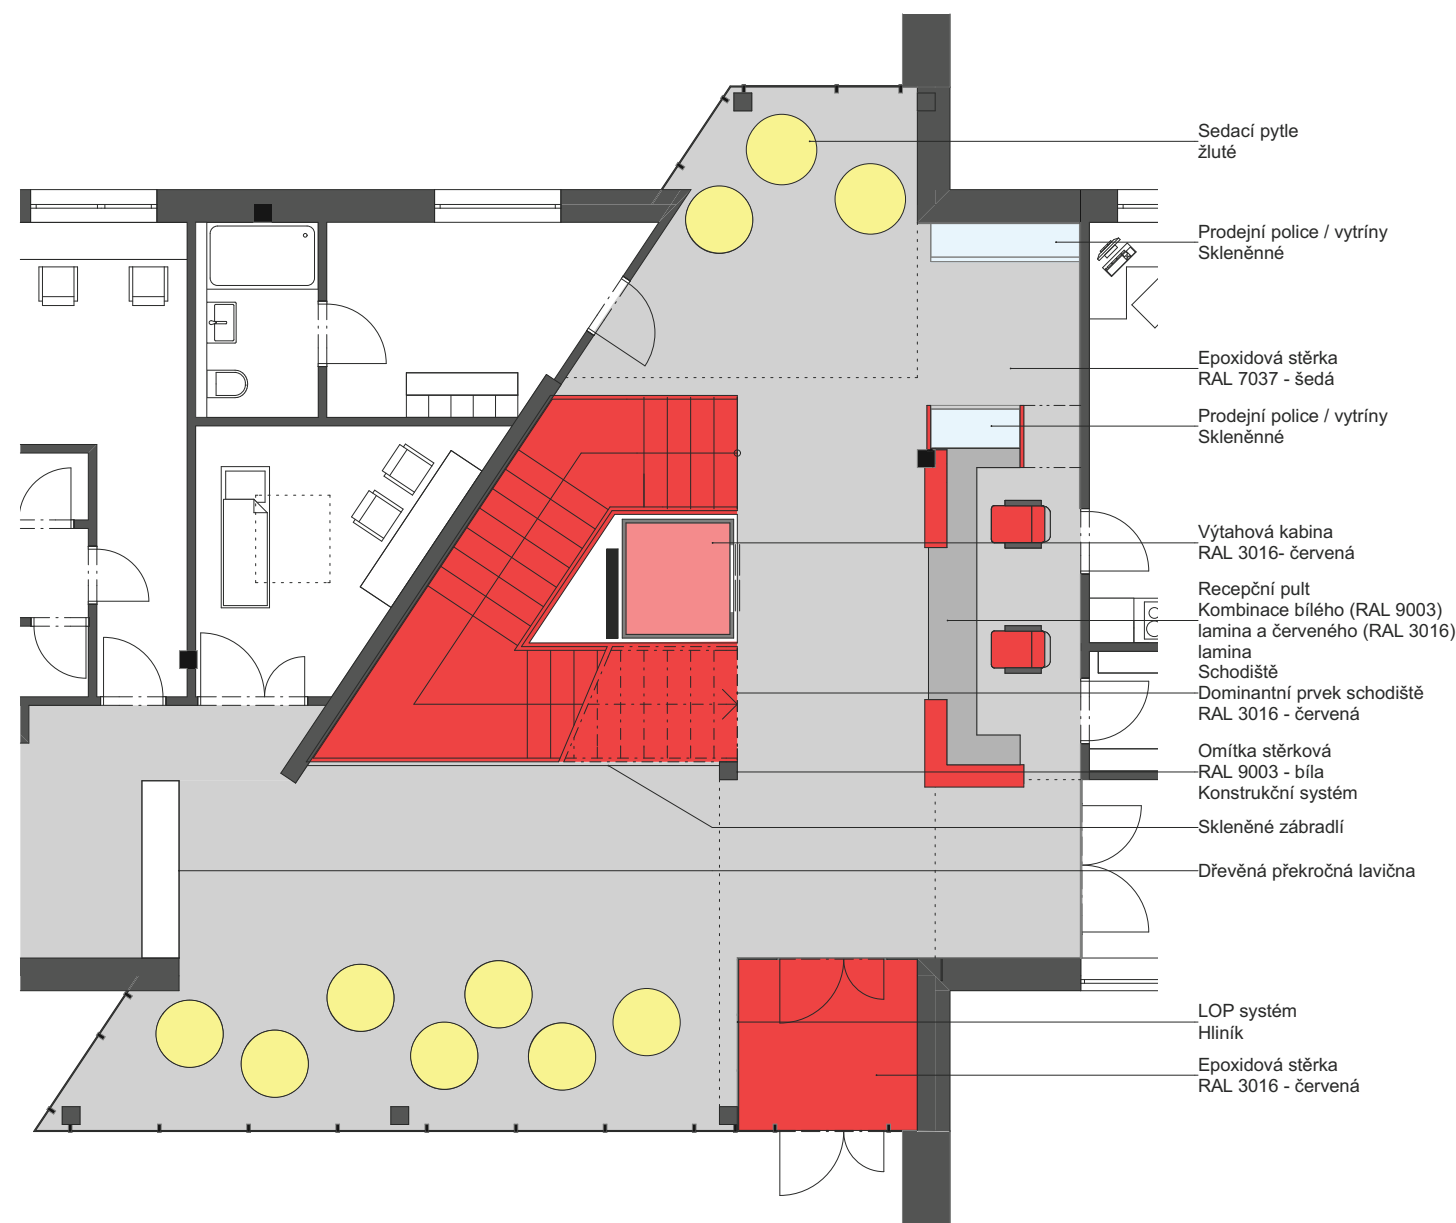 Sedací pytle
žluté
Prodejní police / vytríny
Skleněnné
Epoxidová stěrka
RAL 7037 - šedá
Prodejní police / vytríny
Skleněnné
Výtahová kabina
RAL 3016- červená
Recepční pult
Kombinace bílého (RAL 9003)
lamina a červeného (RAL 3016)
lamina
Schodiště
Dominantní prvek schodiště
RAL 3016 - červená
Omítka stěrková
RAL 9003 - bíla
Konstrukční systém
Skleněné zábradlí
Dřevěná překročná lavična
LOP systém
Hliník
Epoxidová stěrka
RAL 3016 - červená